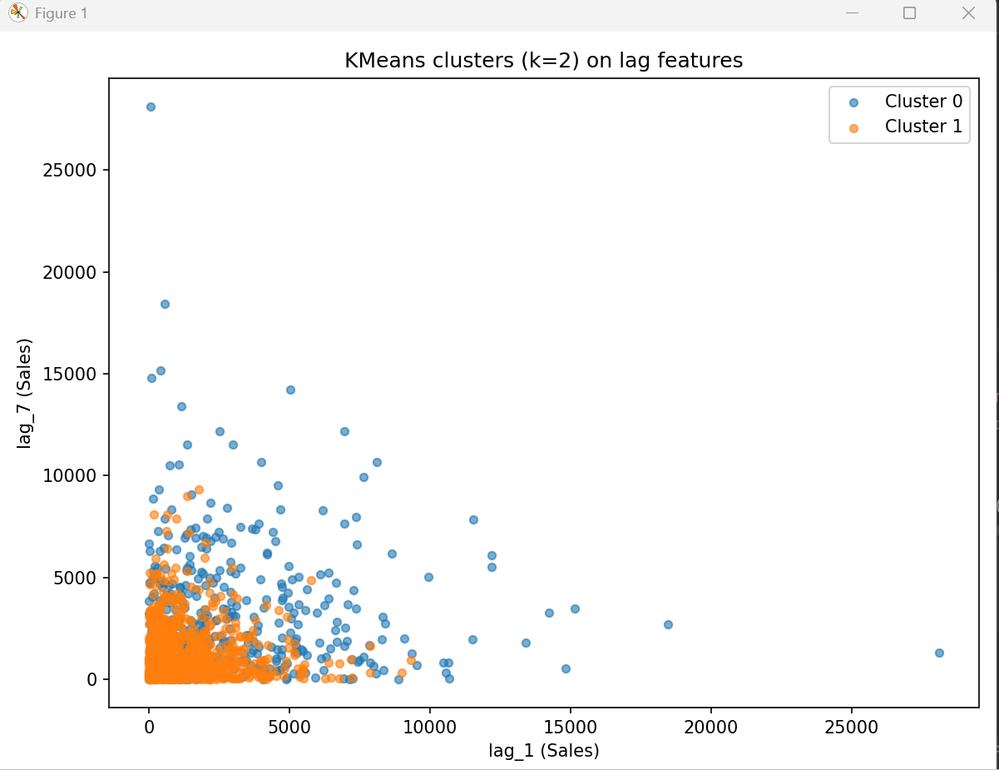 Figure 1
KMeans clusters (k=2) on lag features
Cluster 0
Cluster 1
25000
20000
15000
10000
5000
0
lag_7 (Sales)
0 5000 10000 15000 20000 25000
lag_1 (Sales)